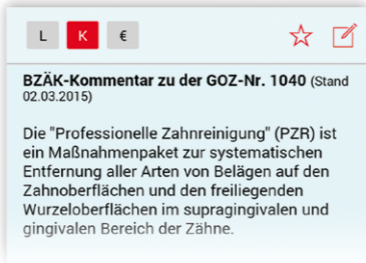 L K €
BZÄK-Kommentar zu der GOZ-Nr. 1040 (Stand
02.03.2015)
Die "Professionelle Zahnreinigung" (PZR) ist
ein Maßnahmenpaket zur systematischen
Entfernung aller Arten von Belägen auf den
Zahnoberflächen und den freiliegenden
Wurzeloberflächen im supragingivalen und
gingivalen Bereich der Zähne.